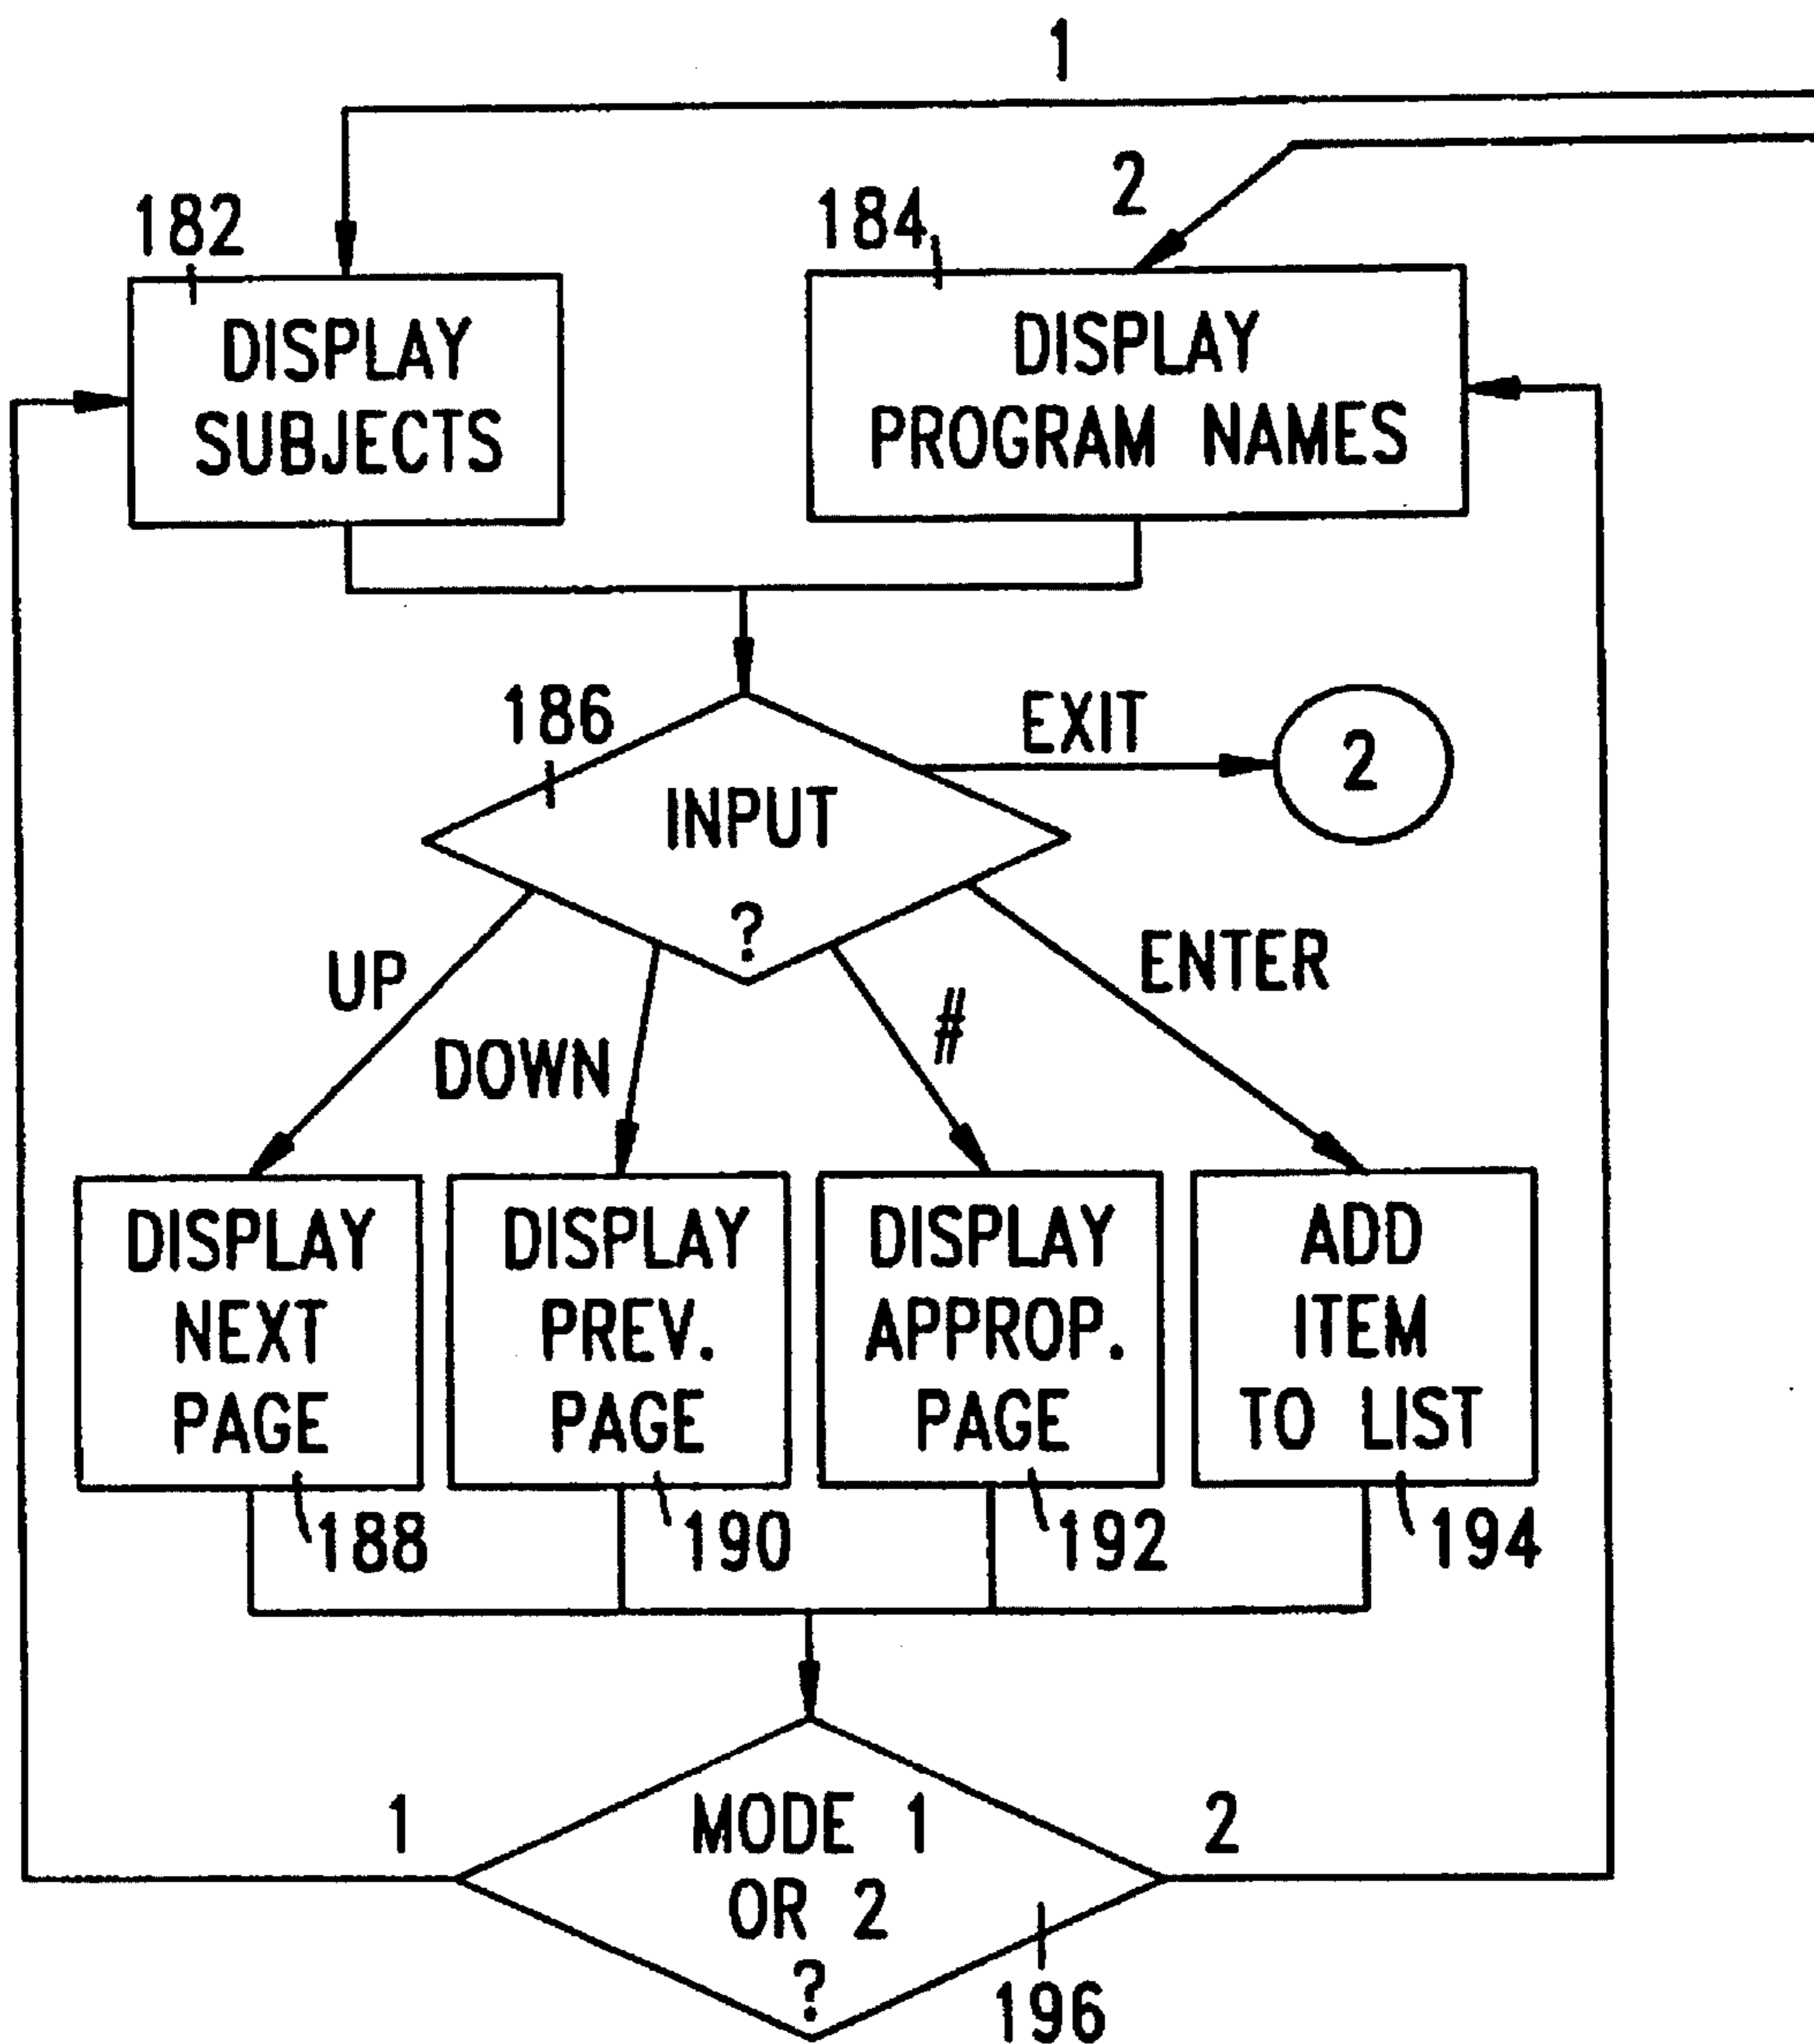 1
2
182
184
DISPLAY
SUBJECTS
DISPLAY
PROGRAM NAMES
186
EXIT
2
INPUT
?
UP
DOWN
#
ENTER
DISPLAY
NEXT
PAGE
DISPLAY
PREV.
PAGE
DISPLAY
APPROP.
PAGE
ADD
ITEM
TO LIST
188
190
192
194
1
MODE 1
OR 2
?
2
196